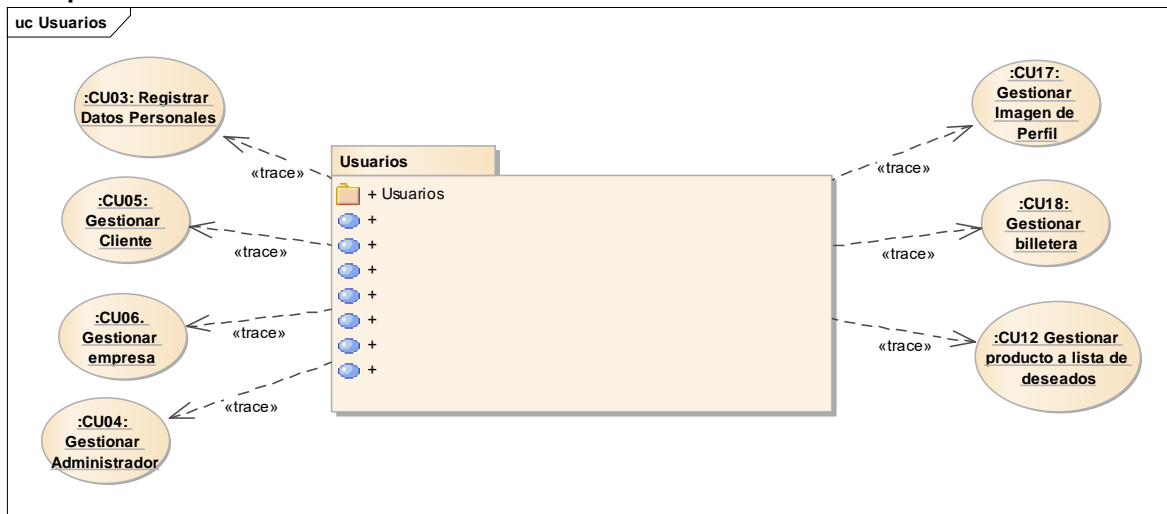 uc Usuarios
:CU03: Registrar
Datos Personales
«trace»
:CU05:
Gestionar
Cliente
«trace»
:CU06.
Gestionar
empresa
«trace»
:CU04:
Gestionar
Administrador
«trace»
Usuarios
+ Usuarios
+
+
+
+
+
+
+
:CU17:
Gestionar
Imagen de
Perfil
«trace»
:CU18:
Gestionar
billetera
«trace»
:CU12 Gestionar
producto a lista de
deseados
«trace»